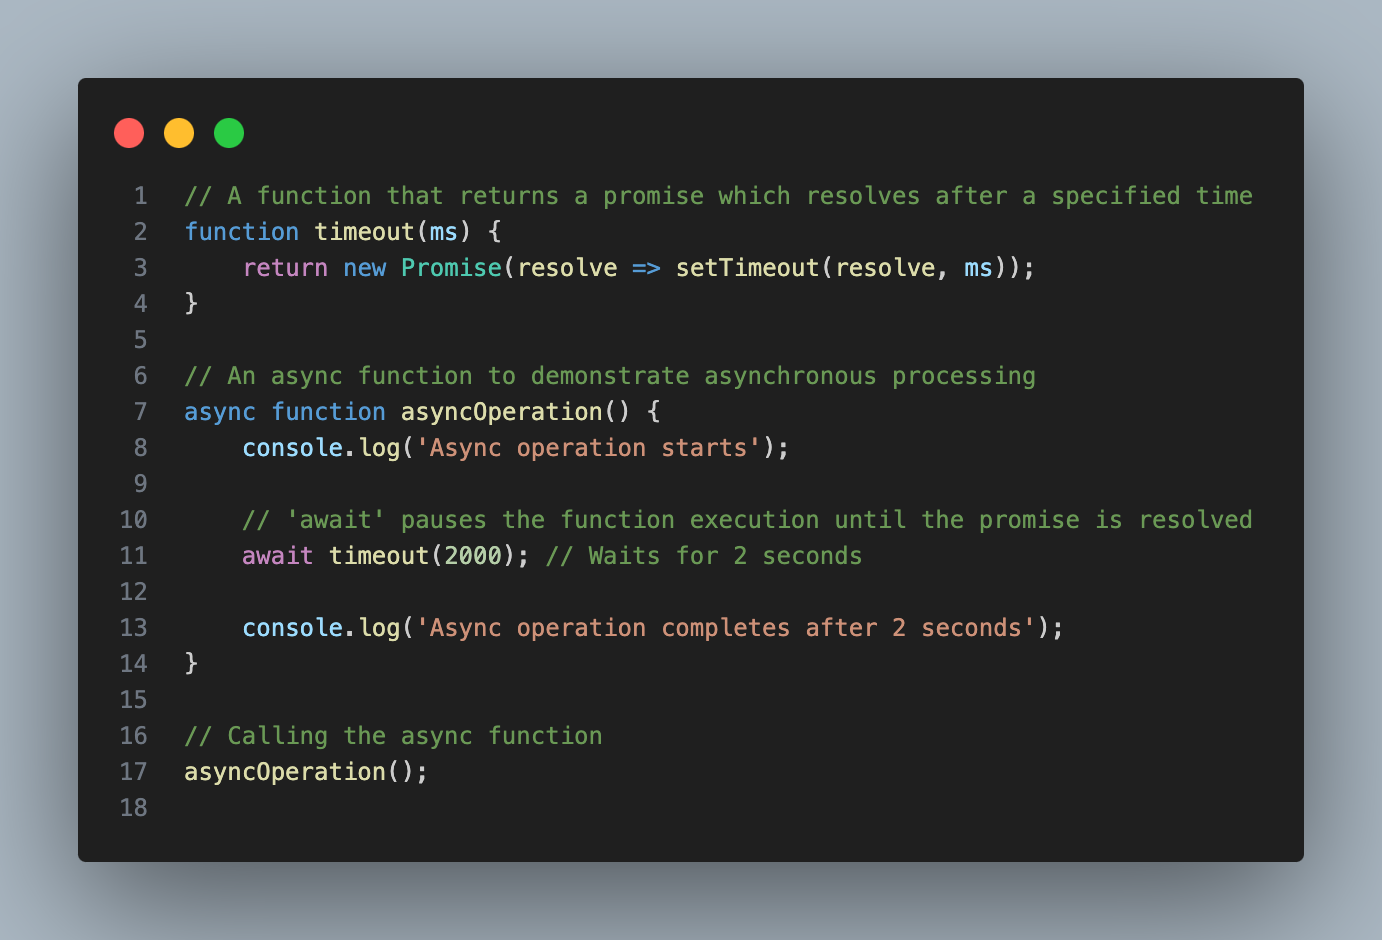 1 // A function that returns a promise which resolves after a specified time
2 function timeout(ms) {
3     return new Promise(resolve => setTimeout(resolve, ms));
4 }
5
6 // An async function to demonstrate asynchronous processing
7 async function asyncOperation() {
8     console.log('Async operation starts');
9
10     // 'await' pauses the function execution until the promise is resolved
11     await timeout(2000); // Waits for 2 seconds
12
13     console.log('Async operation completes after 2 seconds');
14 }
15
16 // Calling the async function
17 asyncOperation();
18